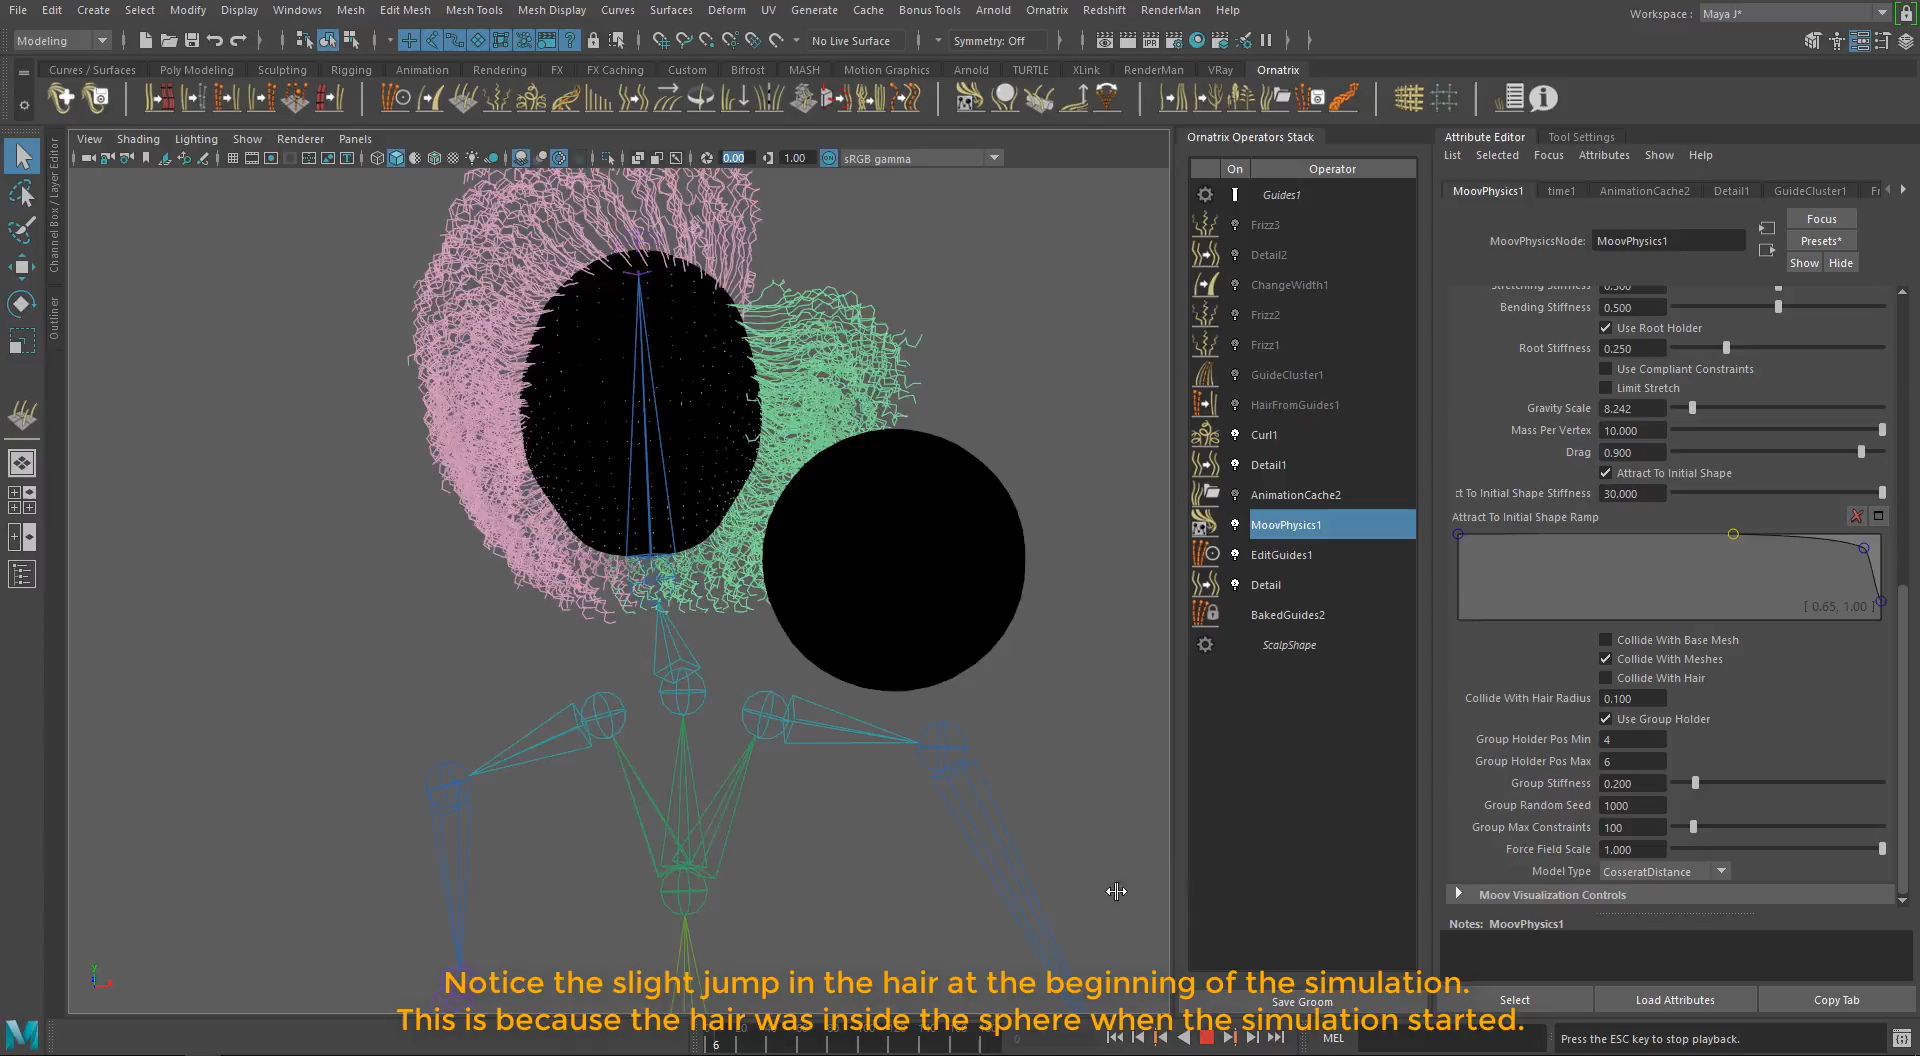 File Edit Create Select Modify Display Windows Mesh Edit Mesh Mesh Tools Mesh Display Curves Surfaces Deform UV Generate Cache Bonus Tools Arnold Ornatrix Redshift RenderMan Help
Workspace : Maya J*
Modeling
No Live Surface
Symmetry: Off
Curves / Surfaces Poly Modeling Sculpting Rigging Animation Rendering FX FX Caching Custom Bifrost MASH Motion Graphics Arnold TURTLE XLink RenderMan VRay Ornatrix
IPR
View Shading Lighting Show Renderer Panels
0.00 1.00 sRGB gamma
Channel Box / Layer Editor
Outliner
Ornatrix Operators Stack
On Operator
Guides1
Frizz3
Detail2
ChangeWidth1
Frizz2
Frizz1
GuideCluster1
HairFromGuides1
Curl1
Detail1
AnimationCache2
MoovPhysics1
EditGuides1
Detail
BakedGuides2
ScalpShape
Save Groom
Attribute Editor Tool Settings
List Selected Focus Attributes Show Help
MoovPhysics1 time1 AnimationCache2 Detail1 GuideCluster1
Focus
MoovPhysicsNode: MoovPhysics1
Presets*
Show Hide
Bending Stiffness 0.500
Use Root Holder
Root Stiffness 0.250
Use Compliant Constraints
Limit Stretch
Gravity Scale 8.242
Mass Per Vertex 10.000
Drag 0.900
Attract To Initial Shape
ct To Initial Shape Stiffness 30.000
Attract To Initial Shape Ramp
[ 0.65, 1.00 ]
Collide With Base Mesh
Collide With Meshes
Collide With Hair
Collide With Hair Radius 0.100
Use Group Holder
Group Holder Pos Min 4
Group Holder Pos Max 6
Group Stiffness 0.200
Group Random Seed 1000
Group Max Constraints 100
Force Field Scale 1.000
Model Type CosseratDistance
Moov Visualization Controls
Notes: MoovPhysics1
Select Load Attributes Copy Tab
Notice the slight jump in the hair at the beginning of the simulation.
This is because the hair was inside the sphere when the simulation started.
6
MEL
Press the ESC key to stop playback.